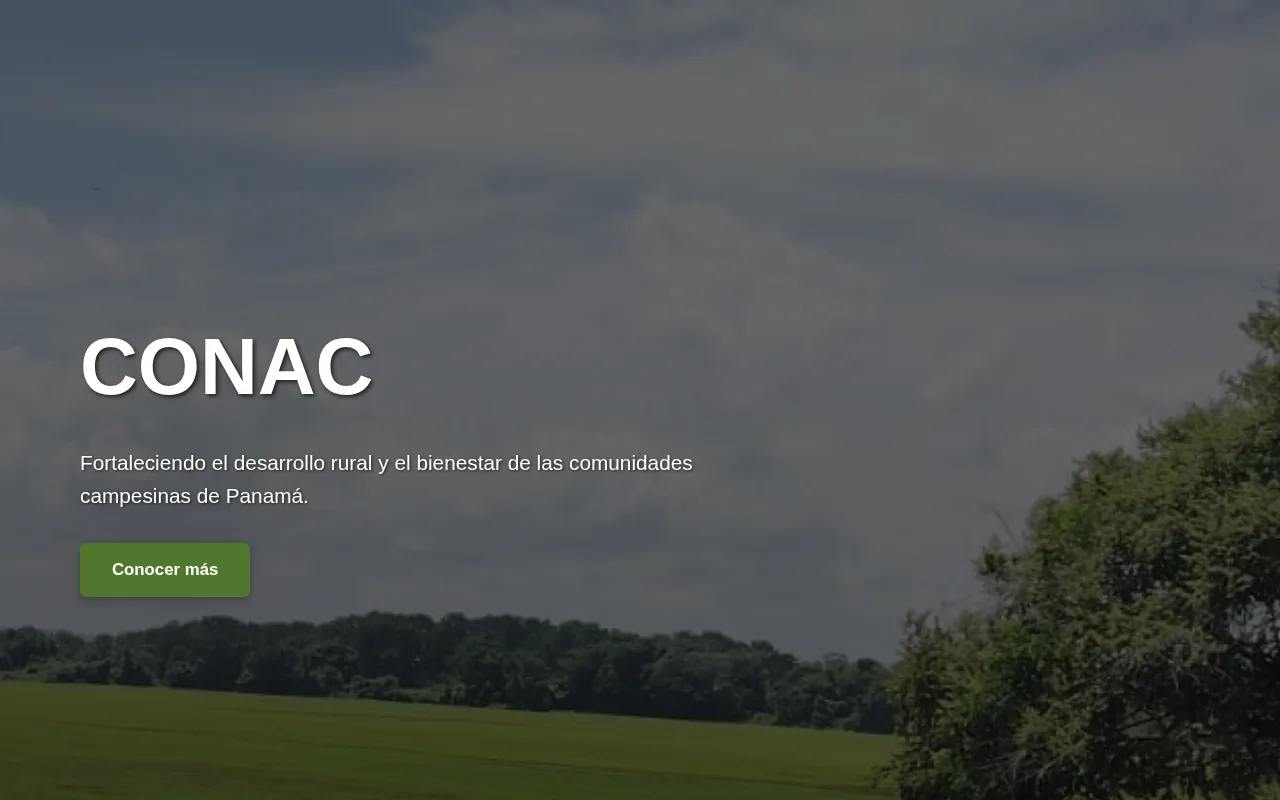 CONAC
Fortaleciendo el desarrollo rural y el bienestar de las comunidades
campesinas de Panamá.
Conocer más